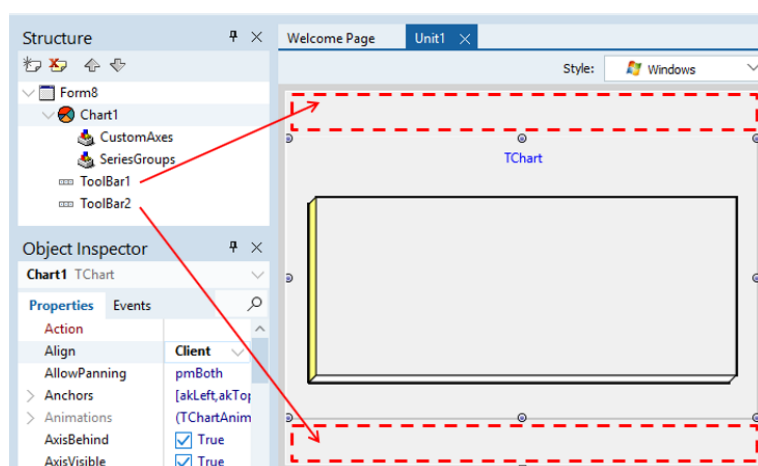 Structure
Form8
Chart1
CustomAxes
SeriesGroups
ToolBar1
ToolBar2
Object Inspector
Chart1 TChart
Properties Events
Action
Align Client
AllowPanning pmBoth
Anchors [akLeft,akTop
Animations (TChartAnim
AxisBehind True
AxisVisible True
Welcome Page Unit1
Style: Windows
TChart